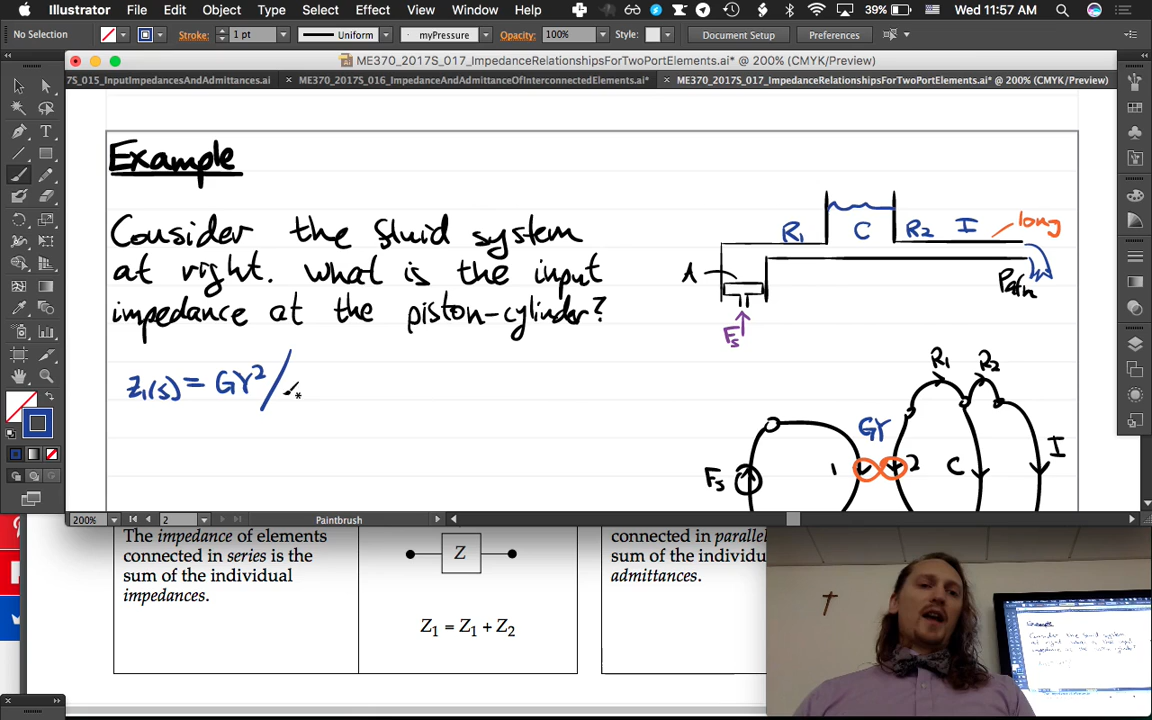 Illustrator File Edit Object Type Select Effect View Window Help 39% Wed 11:57 AM
No Selection Stroke: 1 pt Uniform myPressure Opacity: 100% Style: Document Setup Preferences
ME370_2017S_017_ImpedanceRelationshipsForTwoPortElements.ai* @ 200% (CMYK/Preview)
7S_015_InputImpedancesAndAdmittances.ai ME370_2017S_016_ImpedanceAndAdmittanceOfInterconnectedElements.ai* ME370_2017S_017_ImpedanceRelationshipsForTwoPortElements.ai* @ 200% (CMYK/Preview)
Example
Consider the fluid system
at right. What is the input
impedance at the piston-cylinder?
Z1(s) = GY²/
R1 C R2 I long
A
Patm
Fs
R1 R2
GY
Fs 1 2 C I
200% 2 Paintbrush
The impedance of elements
connected in series is the
sum of the individual
impedances.
Z
Z1 = Z1 + Z2
connected in parallel
sum of the individu
admittances.